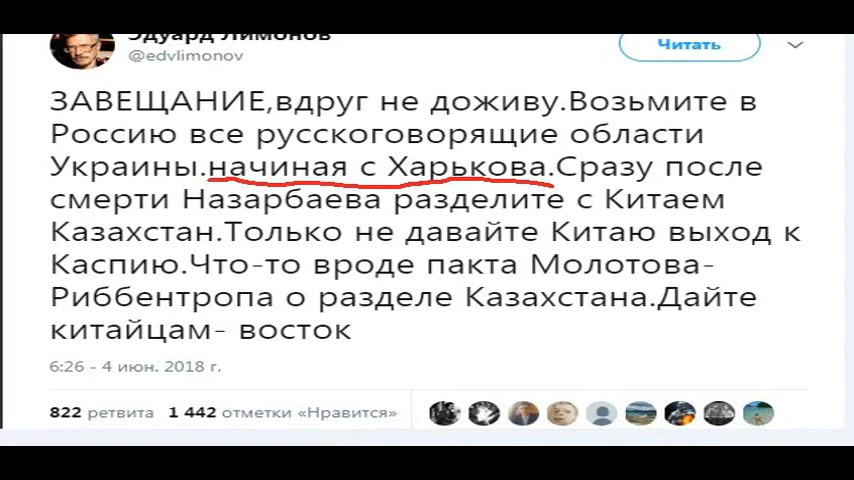 Эдуард Лимонов
@edvlimonov
Читать
ЗАВЕЩАНИЕ,вдруг не доживу.Возьмите в
Россию все русскоговорящие области
Украины.начиная с Харькова.Сразу после
смерти Назарбаева разделите с Китаем
Казахстан.Только не давайте Китаю выход к
Каспию.Что-то вроде пакта Молотова-
Риббентропа о разделе Казахстана.Дайте
китайцам- восток
6:26 - 4 июн. 2018 г.
822 ретвита 1 442 отметки «Нравится»